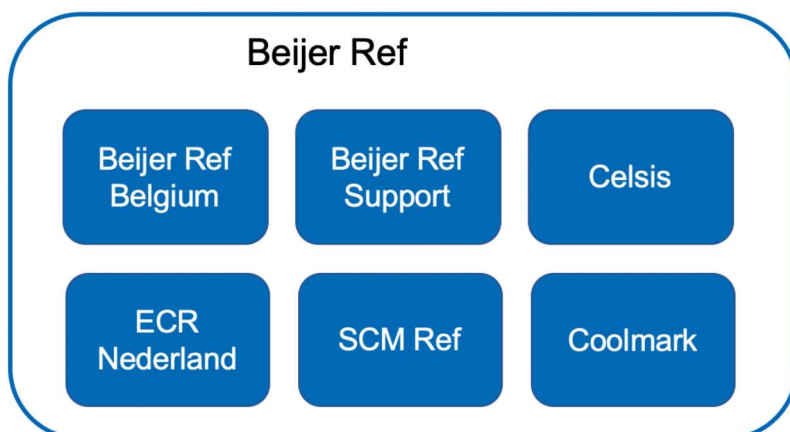 Beijer Ref
Beijer Ref
Belgium
Beijer Ref
Support
Celsis
ECR
Nederland
SCM Ref
Coolmark